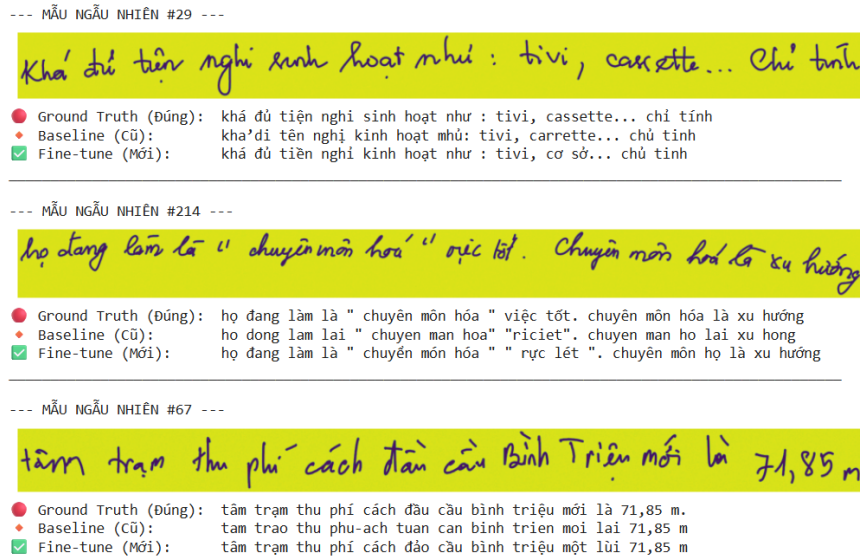 --- MẪU NGẪU NHIÊN #29 ---
Khá đủ tiện nghi sinh hoạt như : tivi, cassette... Chỉ tính
Ground Truth (Đúng): khá đủ tiện nghi sinh hoạt như : tivi, cassette... chỉ tính
Baseline (Cũ): kha’di tên nghị kinh hoạt mhủ: tivi, carrette... chủ tinh
Fine-tune (Mới): khá đủ tiền nghỉ kinh hoạt như : tivi, cơ sở... chủ tinh
--- MẪU NGẪU NHIÊN #214 ---
họ đang làm là " chuyên môn hoá " việc tốt. Chuyên môn hoá là xu hướng
Ground Truth (Đúng): họ đang làm là " chuyên môn hóa " việc tốt. chuyên môn hóa là xu hướng
Baseline (Cũ): ho dong lam lai " chuyen man hoa" "riciet". chuyen man ho lai xu hong
Fine-tune (Mới): họ đang làm là " chuyển món hóa " " rực lét ". chuyên môn họ là xu hướng
--- MẪU NGẪU NHIÊN #67 ---
tâm trạm thu phí cách đầu cầu Bình Triệu mới là 71,85 m
Ground Truth (Đúng): tâm trạm thu phí cách đầu cầu bình triệu mới là 71,85 m.
Baseline (Cũ): tam trao thu phu-ach tuan can binh trien moi lai 71,85 m
Fine-tune (Mới): tâm trạm thu phí cách đảo cầu bình triệu một lùi 71,85 m